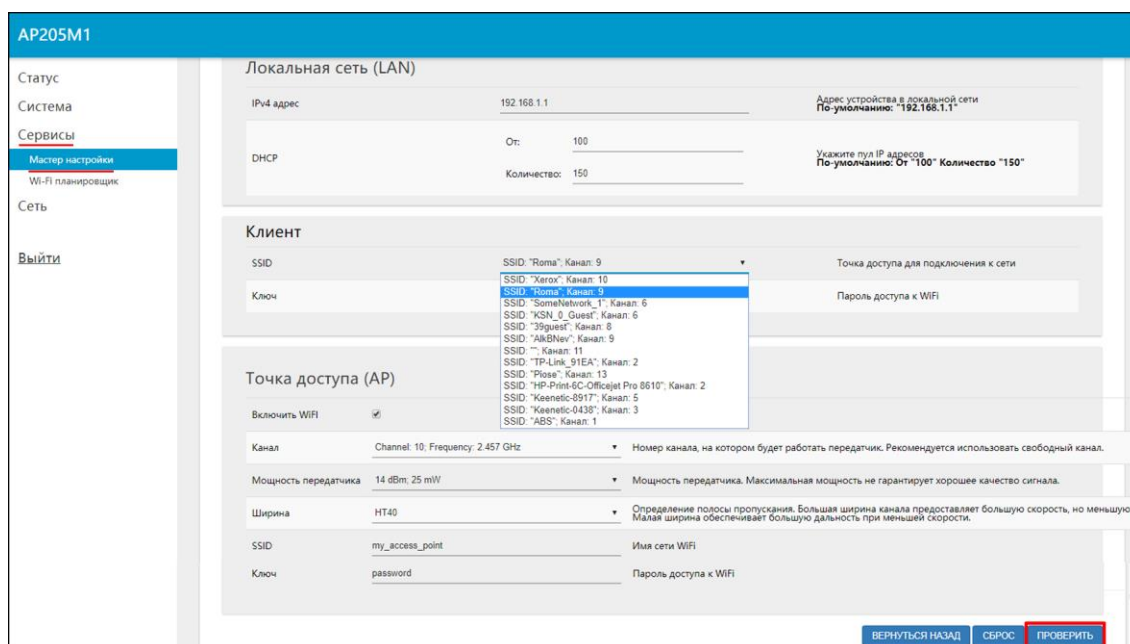 AP205M1
Статус
Система
Сервисы
Мастер настройки
Wi-Fi планировщик
Сеть
Выйти
Локальная сеть (LAN)
IPv4 адрес
192.168.1.1
Адрес устройства в локальной сети
По-умолчанию: "192.168.1.1"
DHCP
От:
100
Количество:
150
Укажите пул IP адресов
По-умолчанию: От "100" Количество "150"
Клиент
SSID
SSID: "Roma"; Канал: 9
Точка доступа для подключения к сети
Ключ
Пароль доступа к WiFi
SSID: "Xerox"; Канал: 10
SSID: "Roma"; Канал: 9
SSID: "SomeNetwork_1"; Канал: 6
SSID: "KSN_0_Guest"; Канал: 6
SSID: "39guest"; Канал: 8
SSID: "AlkBNev"; Канал: 9
SSID: ""; Канал: 11
SSID: "TP-Link_91EA"; Канал: 2
SSID: "Piose"; Канал: 13
SSID: "HP-Print-6C-Officejet Pro 8610"; Канал: 2
SSID: "Keenetic-8917"; Канал: 5
SSID: "Keenetic-0438"; Канал: 3
SSID: "ABS"; Канал: 1
Точка доступа (AP)
Включить WiFi
Канал
Channel: 10; Frequency: 2.457 GHz
Номер канала, на котором будет работать передатчик. Рекомендуется использовать свободный канал.
Мощность передатчика
14 dBm; 25 mW
Мощность передатчика. Максимальная мощность не гарантирует хорошее качество сигнала.
Ширина
HT40
Определение полосы пропускания. Большая ширина канала предоставляет большую скорость, но меньшую
Малая ширина обеспечивает большую дальность при меньшей скорости.
SSID
my_access_point
Имя сети WiFi
Ключ
password
Пароль доступа к WiFi
ВЕРНУТЬСЯ НАЗАД
СБРОС
ПРОВЕРИТЬ